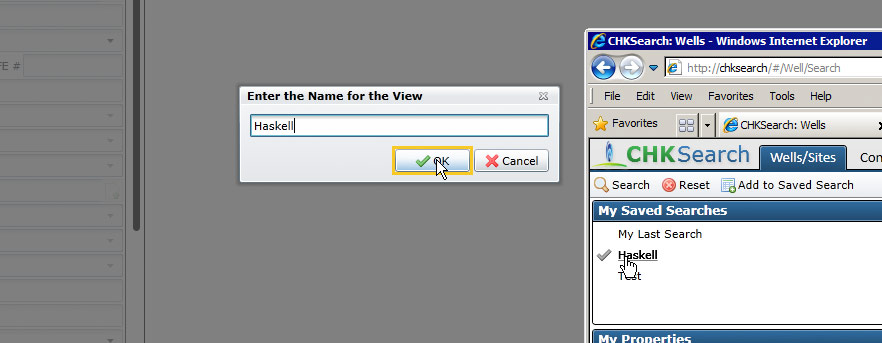 FE #
Enter the Name for the View
Haskell
OK
Cancel
CHKSearch: Wells - Windows Internet Explorer
http://chksearch/#/Well/Search
File Edit View Favorites Tools Help
Favorites
CHKSearch: Wells
CHKSearch
Wells/Sites
Con
Search Reset Add to Saved Search
My Saved Searches
My Last Search
Haskell
Test
My Properties